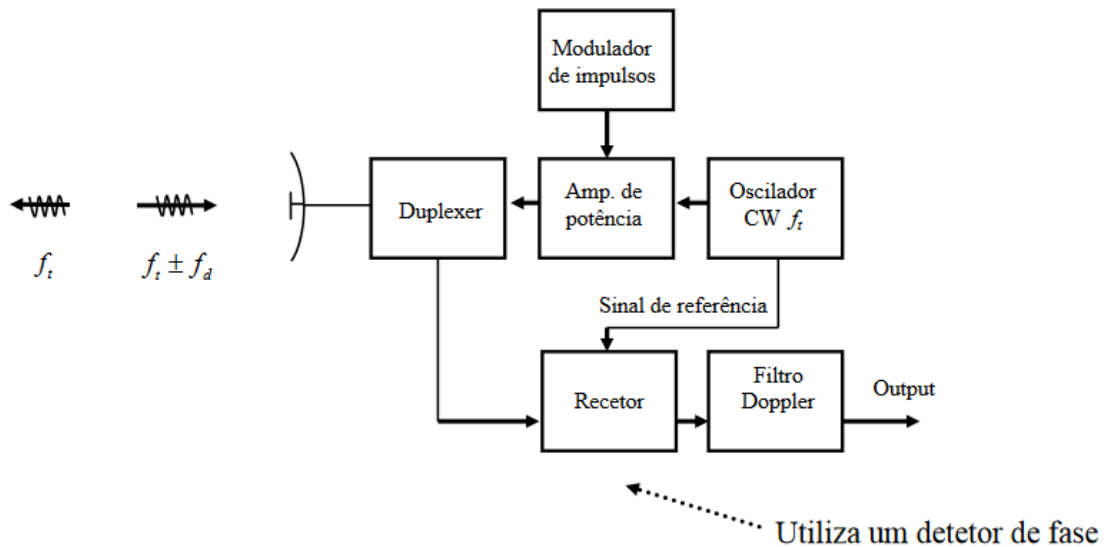 Modulador
de impulsos
Duplexer
Amp. de
potência
Oscilador
CW f_t
f_t
f_t ± f_d
Sinal de referência
Recetor
Filtro
Doppler
Output
Utiliza um detetor de fase